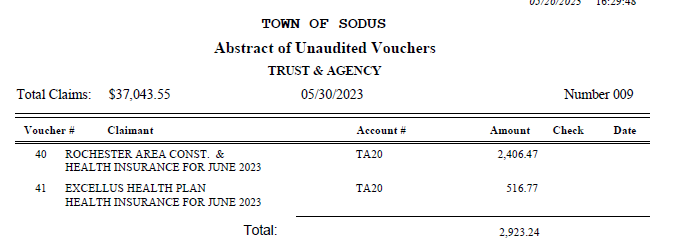 05/26/2023 16:29:48
TOWN OF SODUS
Abstract of Unaudited Vouchers
TRUST & AGENCY
Total Claims: $37,043.55 05/30/2023 Number 009
Voucher # Claimant Account # Amount Check Date
40 ROCHESTER AREA CONST. & TA20 2,406.47
HEALTH INSURANCE FOR JUNE 2023
41 EXCELLUS HEALTH PLAN TA20 516.77
HEALTH INSURANCE FOR JUNE 2023
Total: 2,923.24